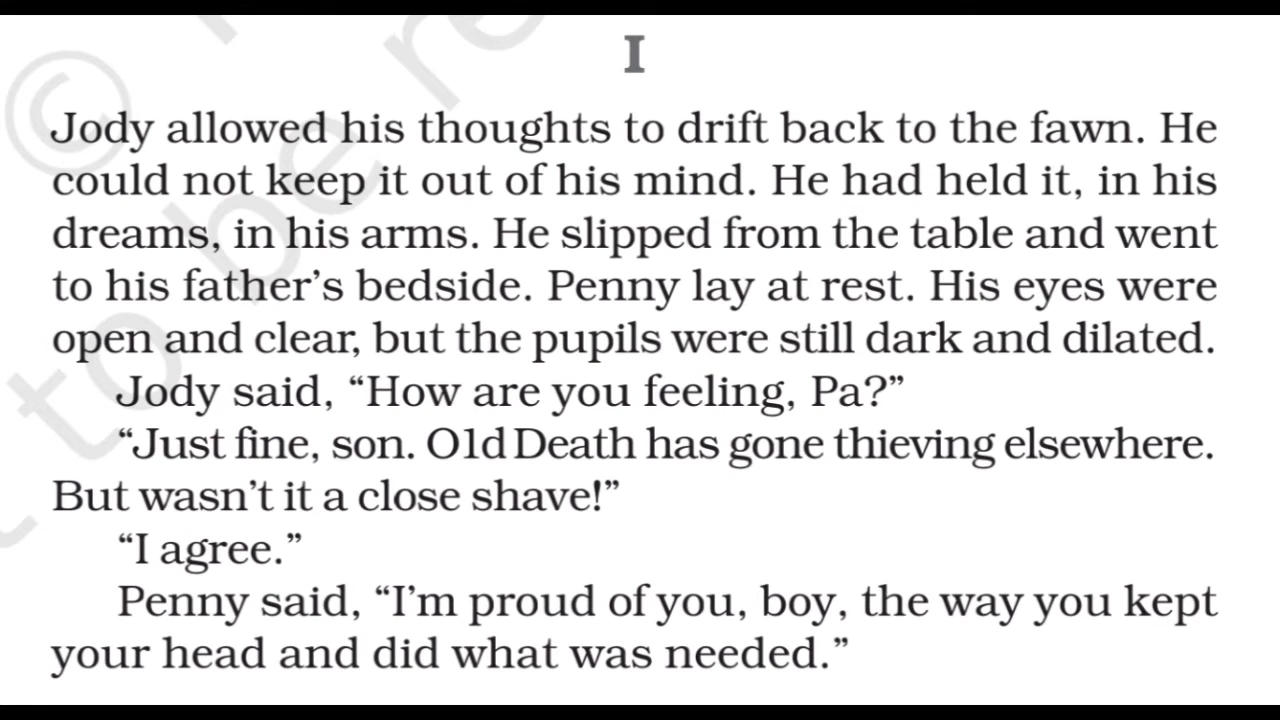 I
Jody allowed his thoughts to drift back to the fawn. He
could not keep it out of his mind. He had held it, in his
dreams, in his arms. He slipped from the table and went
to his father’s bedside. Penny lay at rest. His eyes were
open and clear, but the pupils were still dark and dilated.
Jody said, “How are you feeling, Pa?”
“Just fine, son. O1d Death has gone thieving elsewhere.
But wasn’t it a close shave!”
“I agree.”
Penny said, “I’m proud of you, boy, the way you kept
your head and did what was needed.”
©
to be re